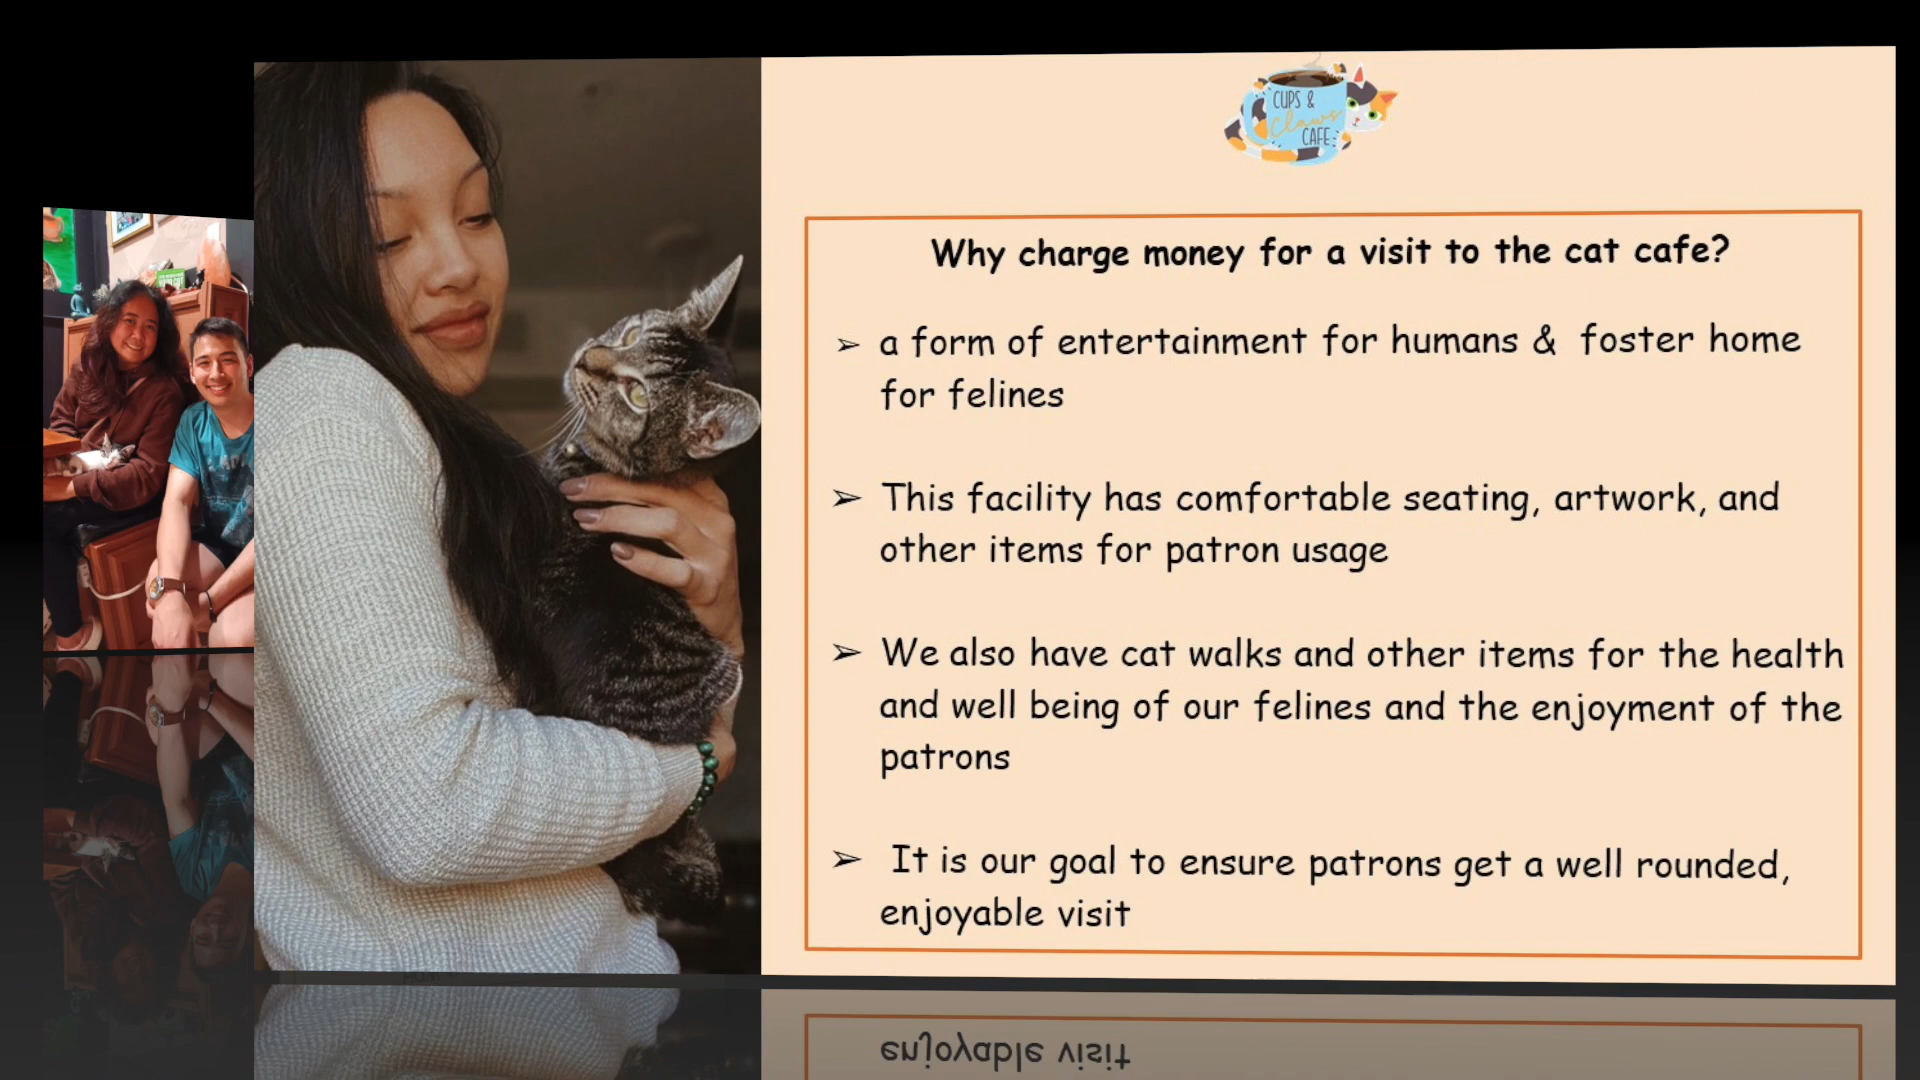 CUPS &
Claws
CAFE
Why charge money for a visit to the cat cafe?
➢ a form of entertainment for humans & foster home
for felines
➢ This facility has comfortable seating, artwork, and
other items for patron usage
➢ We also have cat walks and other items for the health
and well being of our felines and the enjoyment of the
patrons
➢ It is our goal to ensure patrons get a well rounded,
enjoyable visit
enjoyable visit